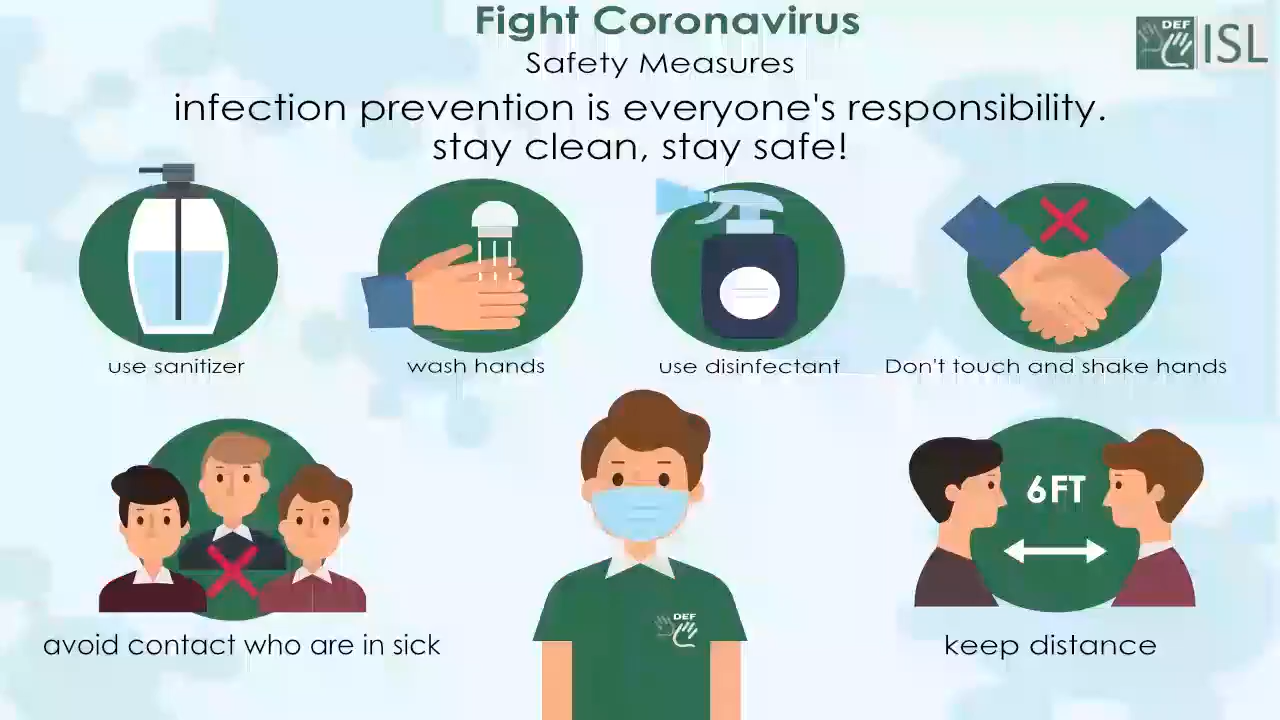 Fight Coronavirus
DEF
ISL
Safety Measures
infection prevention is everyone's responsibility.
stay clean, stay safe!
use sanitizer
wash hands
use disinfectant
Don't touch and shake hands
6FT
DEF
avoid contact who are in sick
keep distance